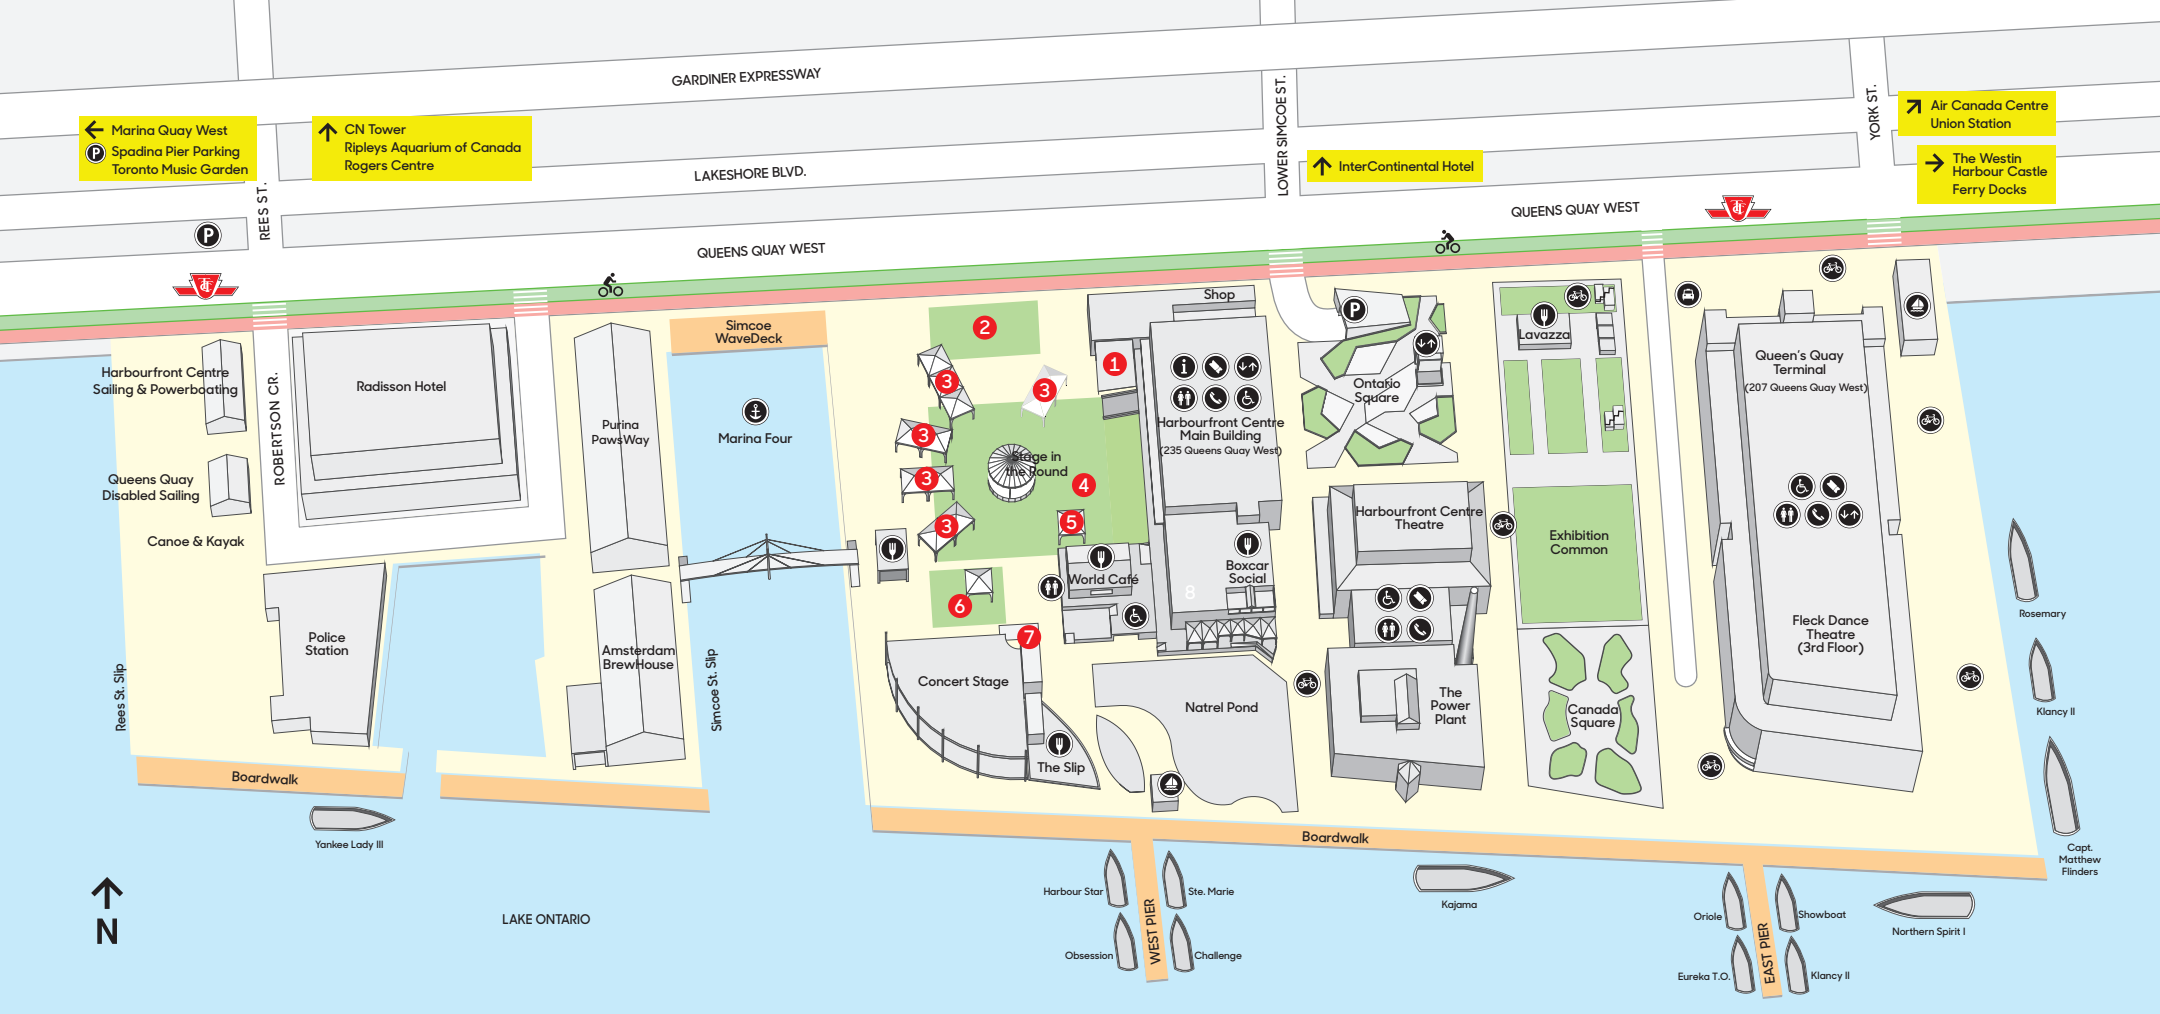 GARDINER EXPRESSWAY
LOWER SIMCOE ST.
YORK ST.
Air Canada Centre
Union Station
Marina Quay West
P
Spadina Pier Parking
Toronto Music Garden
CN Tower
Ripleys Aquarium of Canada
Rogers Centre
LAKESHORE BLVD.
InterContinental Hotel
The Westin
Harbour Castle
Ferry Docks
REES ST.
P
QUEENS QUAY WEST
QUEENS QUAY WEST
Simcoe
WaveDeck
Shop
P
Lavazza
Harbourfront Centre
Sailing & Powerboating
ROBERTSON CR.
Radisson Hotel
Purina
PawsWay
Marina Four
2
3
3
1
3
3
3
Stage in
the Round
4
5
i
Harbourfront Centre
Main Building
(235 Queens Quay West)
Ontario
Square
Queen's Quay
Terminal
(207 Queens Quay West)
Queens Quay
Disabled Sailing
Canoe & Kayak
Harbourfront Centre
Theatre
Exhibition
Common
World Café
Boxcar
Social
8
6
7
Police
Station
Amsterdam
BrewHouse
Rees St. Slip
Simcoe St. Slip
Concert Stage
The Slip
Natrel Pond
The
Power
Plant
Canada
Square
Fleck Dance
Theatre
(3rd Floor)
Rosemary
Klancy II
Capt.
Matthew
Flinders
Boardwalk
Yankee Lady III
Boardwalk
N
LAKE ONTARIO
Harbour Star
Ste. Marie
Obsession
Challenge
WEST PIER
Kajama
Oriole
Showboat
Eureka T.O.
Klancy II
EAST PIER
Northern Spirit I